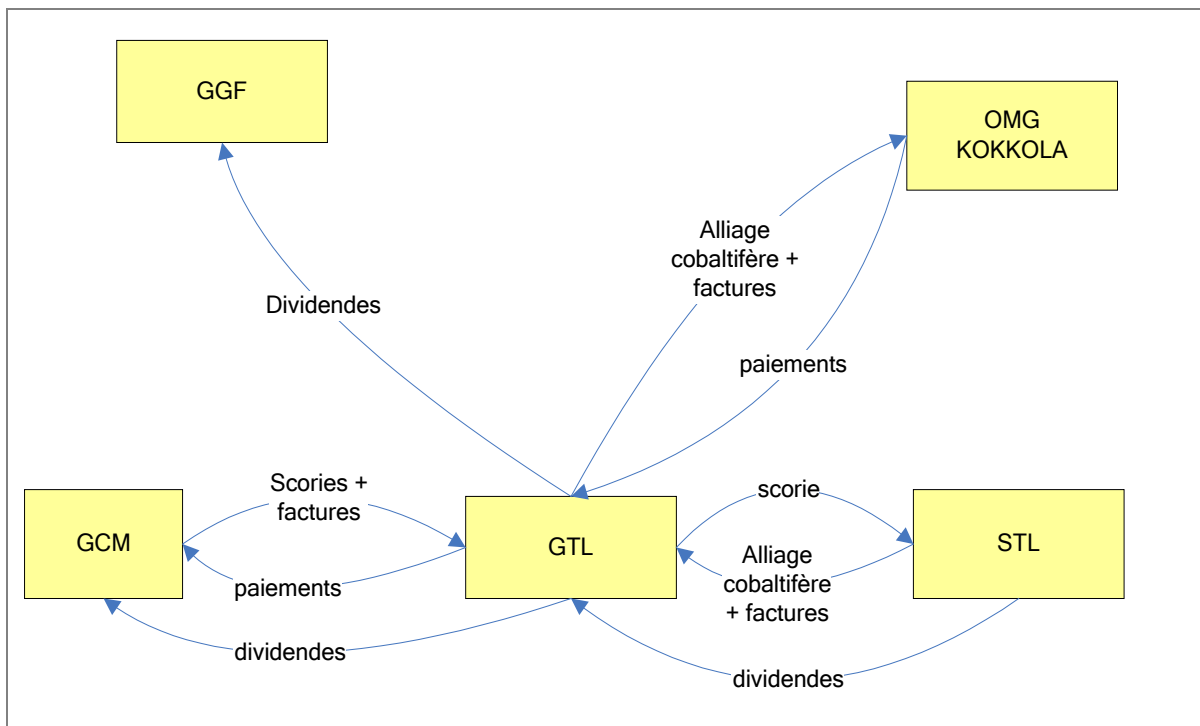 GGF
OMG
KOKKOLA
Alliage
cobaltifère +
factures
Dividendes
paiements
Scories +
factures
scorie
GCM
GTL
STL
Alliage
cobaltifère
+ factures
paiements
dividendes
dividendes